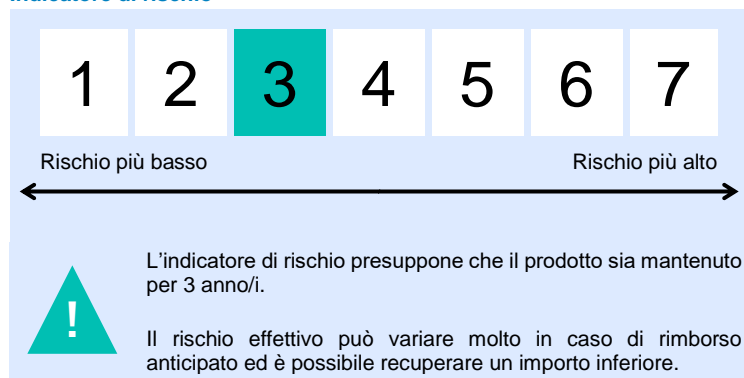 1 2 3 4 5 6 7
Rischio più basso Rischio più alto
L'indicatore di rischio presuppone che il prodotto sia mantenuto
per 3 anno/i.
!
Il rischio effettivo può variare molto in caso di rimborso
anticipato ed è possibile recuperare un importo inferiore.